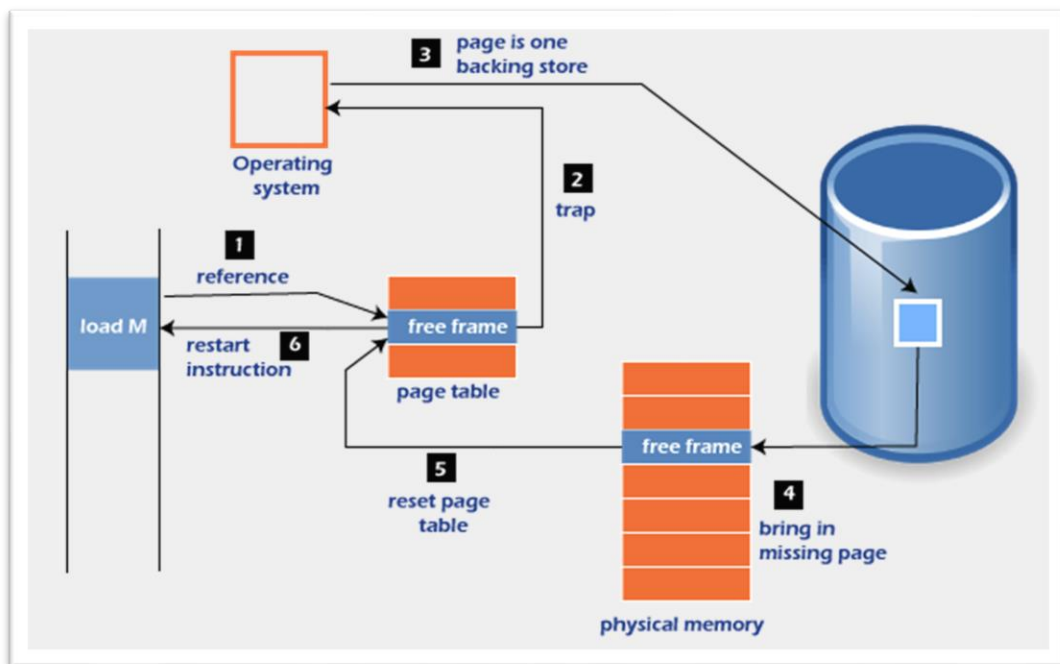 3
page is one
backing store
Operating
system
2
trap
1
reference
load M
free frame
6
restart
instruction
page table
free frame
5
reset page
table
4
bring in
missing page
physical memory